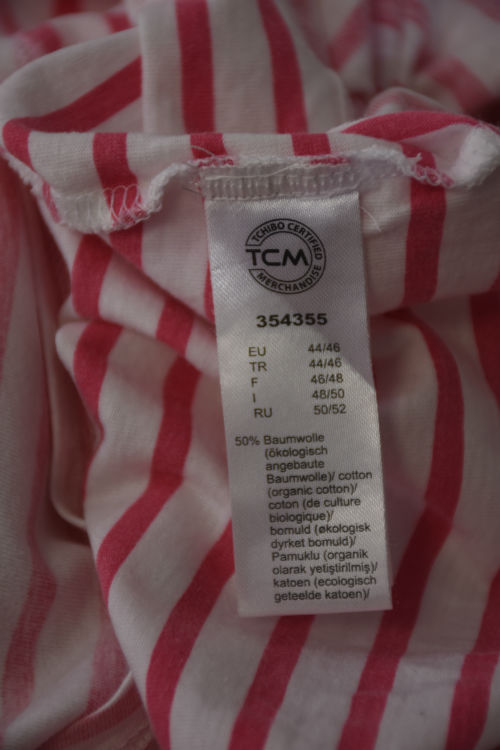 TCHIBO CERTIFIED
TCM
MERCHANDISE
354355
EU 44/46
TR 44/46
F 46/48
I 48/50
RU 50/52
50% Baumwolle
(ökologisch
angebaute
Baumwolle)/ cotton
(organic cotton)/
coton (de culture
biologique)/
bomuld (økologisk
dyrket bomuld)/
Pamuklu (organik
olarak yetiştirilmiş)/
katoen (ecologisch
geteelde katoen)/